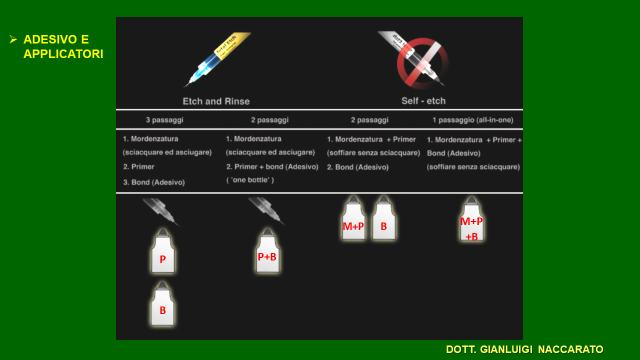 ➢ ADESIVO E
APPLICATORI
Etch and Rinse
Self - etch
3 passaggi
2 passaggi
2 passaggi
1 passaggio (all-in-one)
1. Mordenzatura
(sciacquare ed asciugare)
2. Primer
3. Bond (Adesivo)
1. Mordenzatura
(sciacquare ed asciugare)
2. Primer + bond (Adesivo)
( 'one bottle' )
1. Mordenzatura + Primer
(soffiare senza sciacquare)
2. Bond (Adesivo)
1. Mordenzatura + Primer +
Bond (Adesivo)
(soffiare senza sciacquare)
P
B
P+B
M+P
B
M+P
+B
DOTT. GIANLUIGI NACCARATO